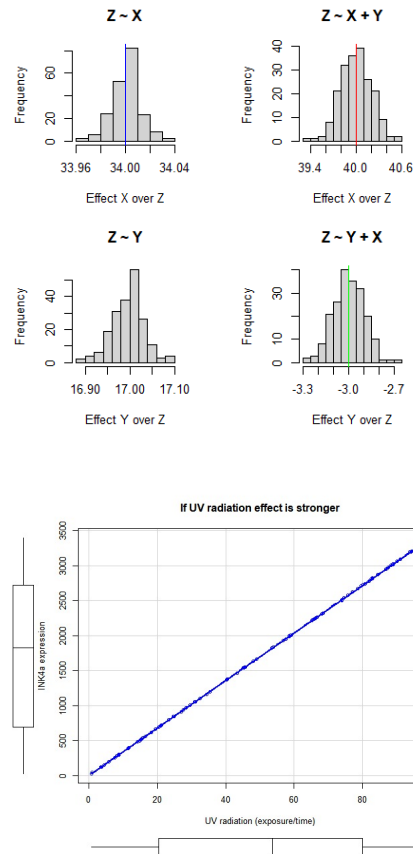 Z ~ X
Z ~ X + Y
Frequency
0 20 60
33.96 34.00 34.04
Effect X over Z
Frequency
0 10 20 30 40
39.4 40.0 40.6
Effect X over Z
Z ~ Y
Z ~ Y + X
Frequency
0 20 40
16.90 17.00 17.10
Effect Y over Z
Frequency
0 10 30
-3.3 -3.0 -2.7
Effect Y over Z
If UV radiation effect is stronger
INK4a expression
3500
3000
2500
2000
1500
1000
500
0
0 20 40 60 80
UV radiation (exposure/time)